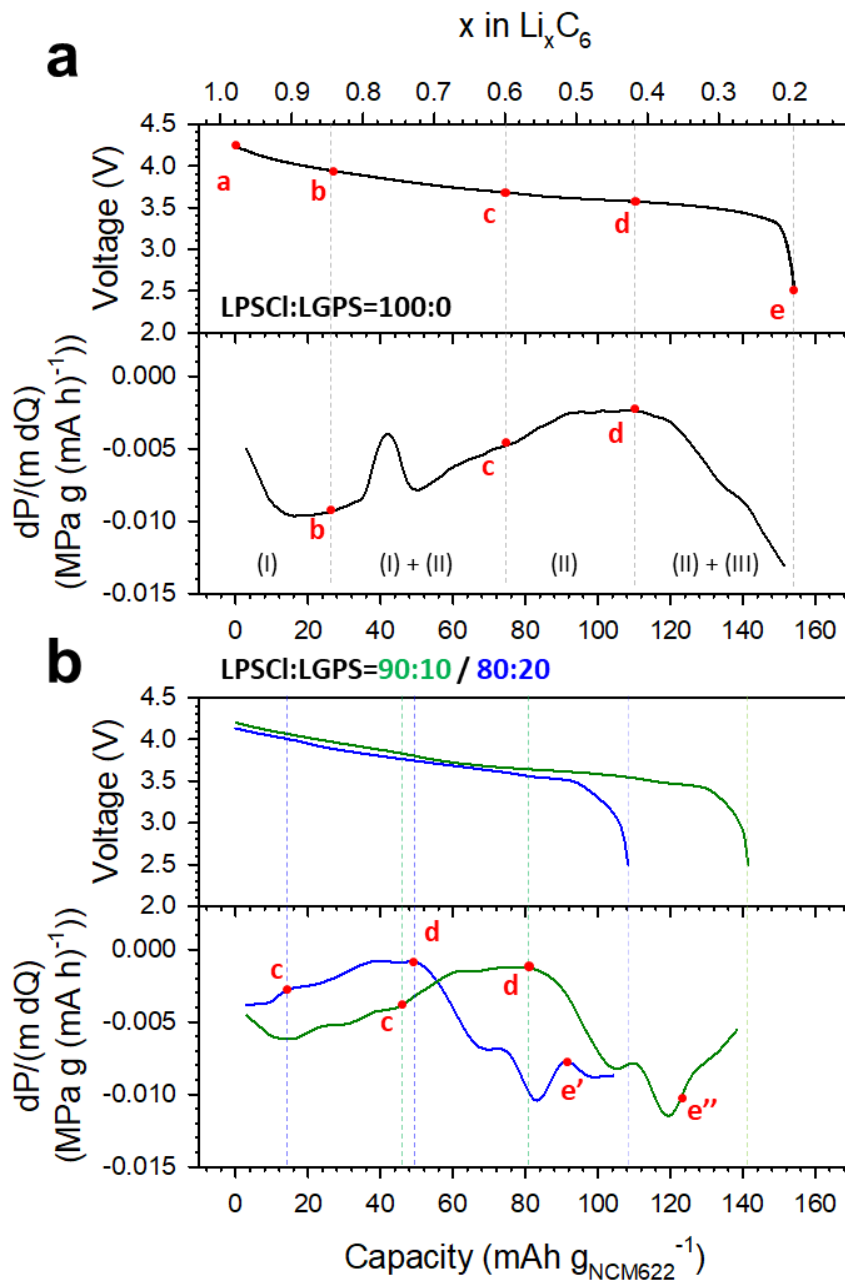 x in LixC6
a
1.0 0.9 0.8 0.7 0.6 0.5 0.4 0.3 0.2
4.5
4.0
3.5
3.0
2.5
2.0
Voltage (V)
a
b
c
d
e
LPSCl:LGPS=100:0
0.000
-0.005
-0.010
-0.015
dP/(m dQ)
(MPa g (mA h)-1))
b
c
d
(I) (I) + (II) (II) (II) + (III)
0 20 40 60 80 100 120 140 160
b
LPSCl:LGPS=90:10 / 80:20
4.5
4.0
3.5
3.0
2.5
2.0
Voltage (V)
0.000
-0.005
-0.010
-0.015
dP/(m dQ)
(MPa g (mA h)-1))
c
d
c
d
e'
e''
0 20 40 60 80 100 120 140 160
Capacity (mAh gNCM622-1)